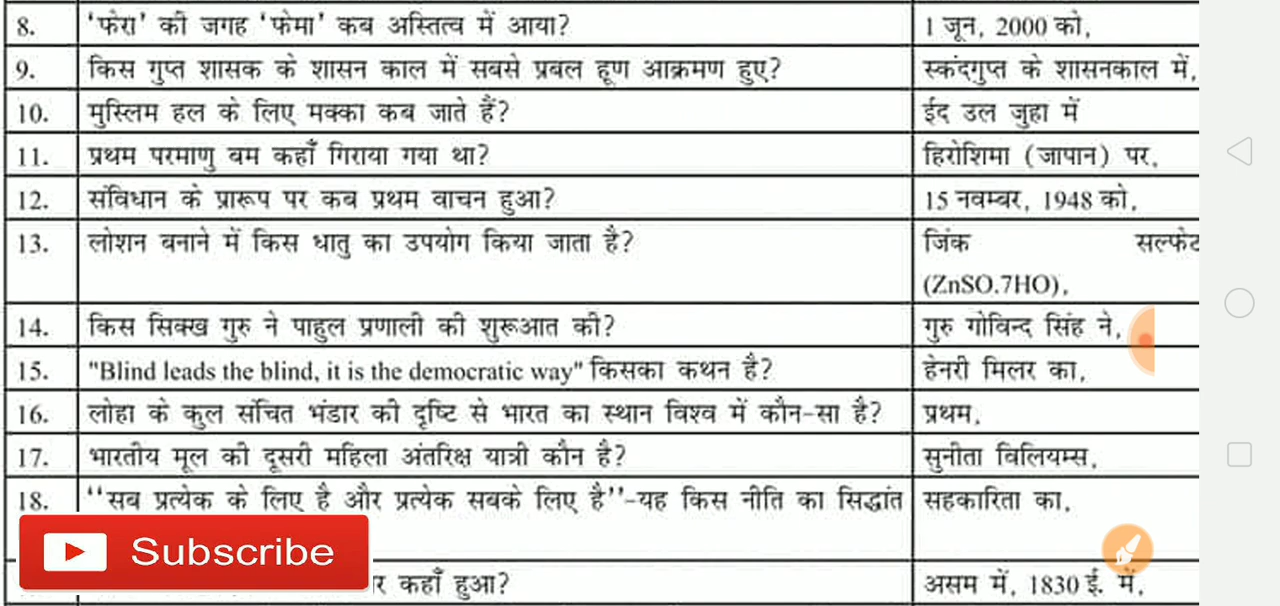 8. 'फेरा' की जगह 'फेमा' कब अस्तित्व में आया? 1 जून, 2000 को,
9. किस गुप्त शासक के शासन काल में सबसे प्रबल हूण आक्रमण हुए? स्कंदगुप्त के शासनकाल में,
10. मुस्लिम हल के लिए मक्का कब जाते हैं? ईद उल जुहा में
11. प्रथम परमाणु बम कहाँ गिराया गया था? हिरोशिमा (जापान) पर,
12. संविधान के प्रारूप पर कब प्रथम वाचन हुआ? 15 नवम्बर, 1948 को,
13. लोशन बनाने में किस धातु का उपयोग किया जाता है? जिंक सल्फेट
(ZnSO.7HO),
14. किस सिक्ख गुरु ने पाहुल प्रणाली की शुरूआत की? गुरु गोविन्द सिंह ने,
15. "Blind leads the blind, it is the democratic way" किसका कथन है? हेनरी मिलर का,
16. लोहा के कुल संचित भंडार की दृष्टि से भारत का स्थान विश्व में कौन-सा है? प्रथम,
17. भारतीय मूल की दूसरी महिला अंतरिक्ष यात्री कौन है? सुनीता विलियम्स,
18. ''सब प्रत्येक के लिए है और प्रत्येक सबके लिए है''-यह किस नीति का सिद्धांत सहकारिता का,
Subscribe
कहाँ हुआ? असम में, 1830 ई. में,